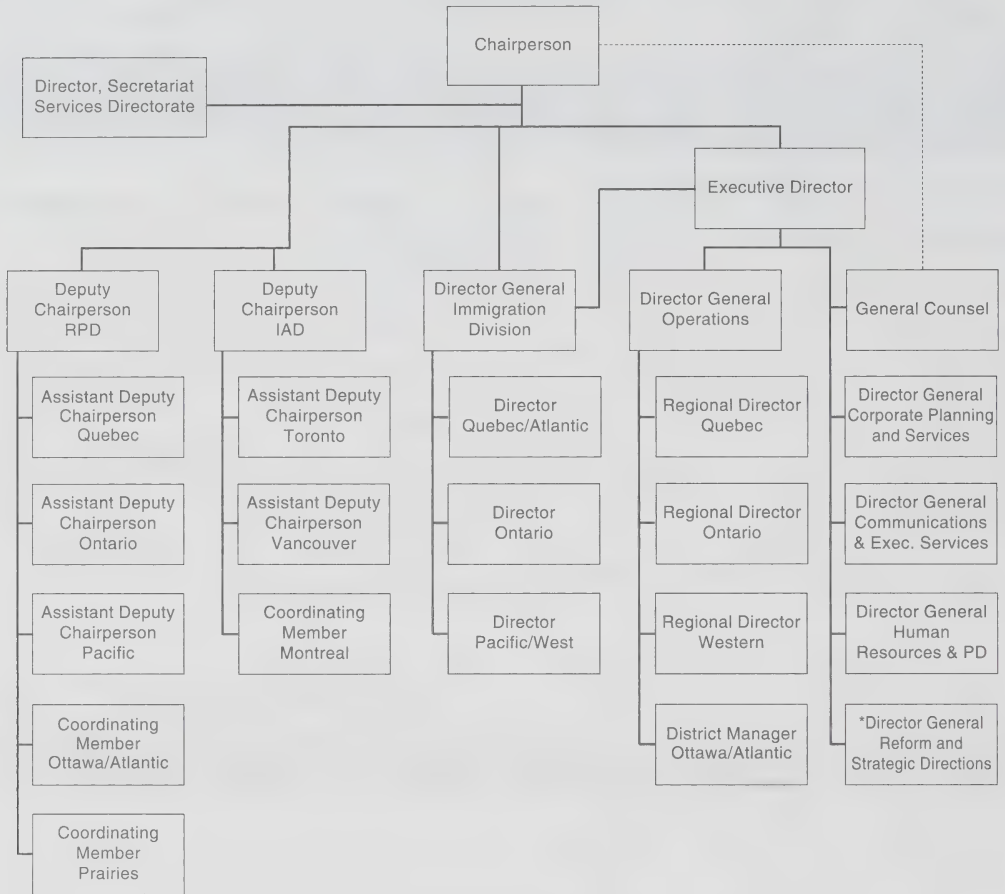 Chairperson
Director, Secretariat
Services Directorate
Executive Director
Deputy
Chairperson
RPD
Deputy
Chairperson
IAD
Director General
Immigration
Division
Director General
Operations
General Counsel
Assistant Deputy
Chairperson
Quebec
Assistant Deputy
Chairperson
Toronto
Director
Quebec/Atlantic
Regional Director
Quebec
Director General
Corporate Planning
and Services
Assistant Deputy
Chairperson
Ontario
Assistant Deputy
Chairperson
Vancouver
Director
Ontario
Regional Director
Ontario
Director General
Communications
& Exec. Services
Assistant Deputy
Chairperson
Pacific
Coordinating
Member
Montreal
Director
Pacific/West
Regional Director
Western
Director General
Human
Resources & PD
Coordinating
Member
Ottawa/Atlantic
District Manager
Ottawa/Atlantic
*Director General
Reform and
Strategic Directions
Coordinating
Member
Prairies